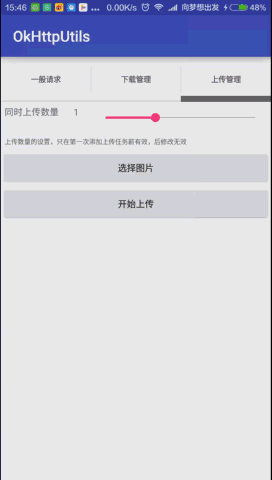 15:46 ... 0.00K/s 向梦想出发 48%
OkHttpUtils
一般请求 下载管理 上传管理
同时上传数量 1
上传数量的设置，只在第一次添加上传任务前有效，后修改无效
选择图片
开始上传